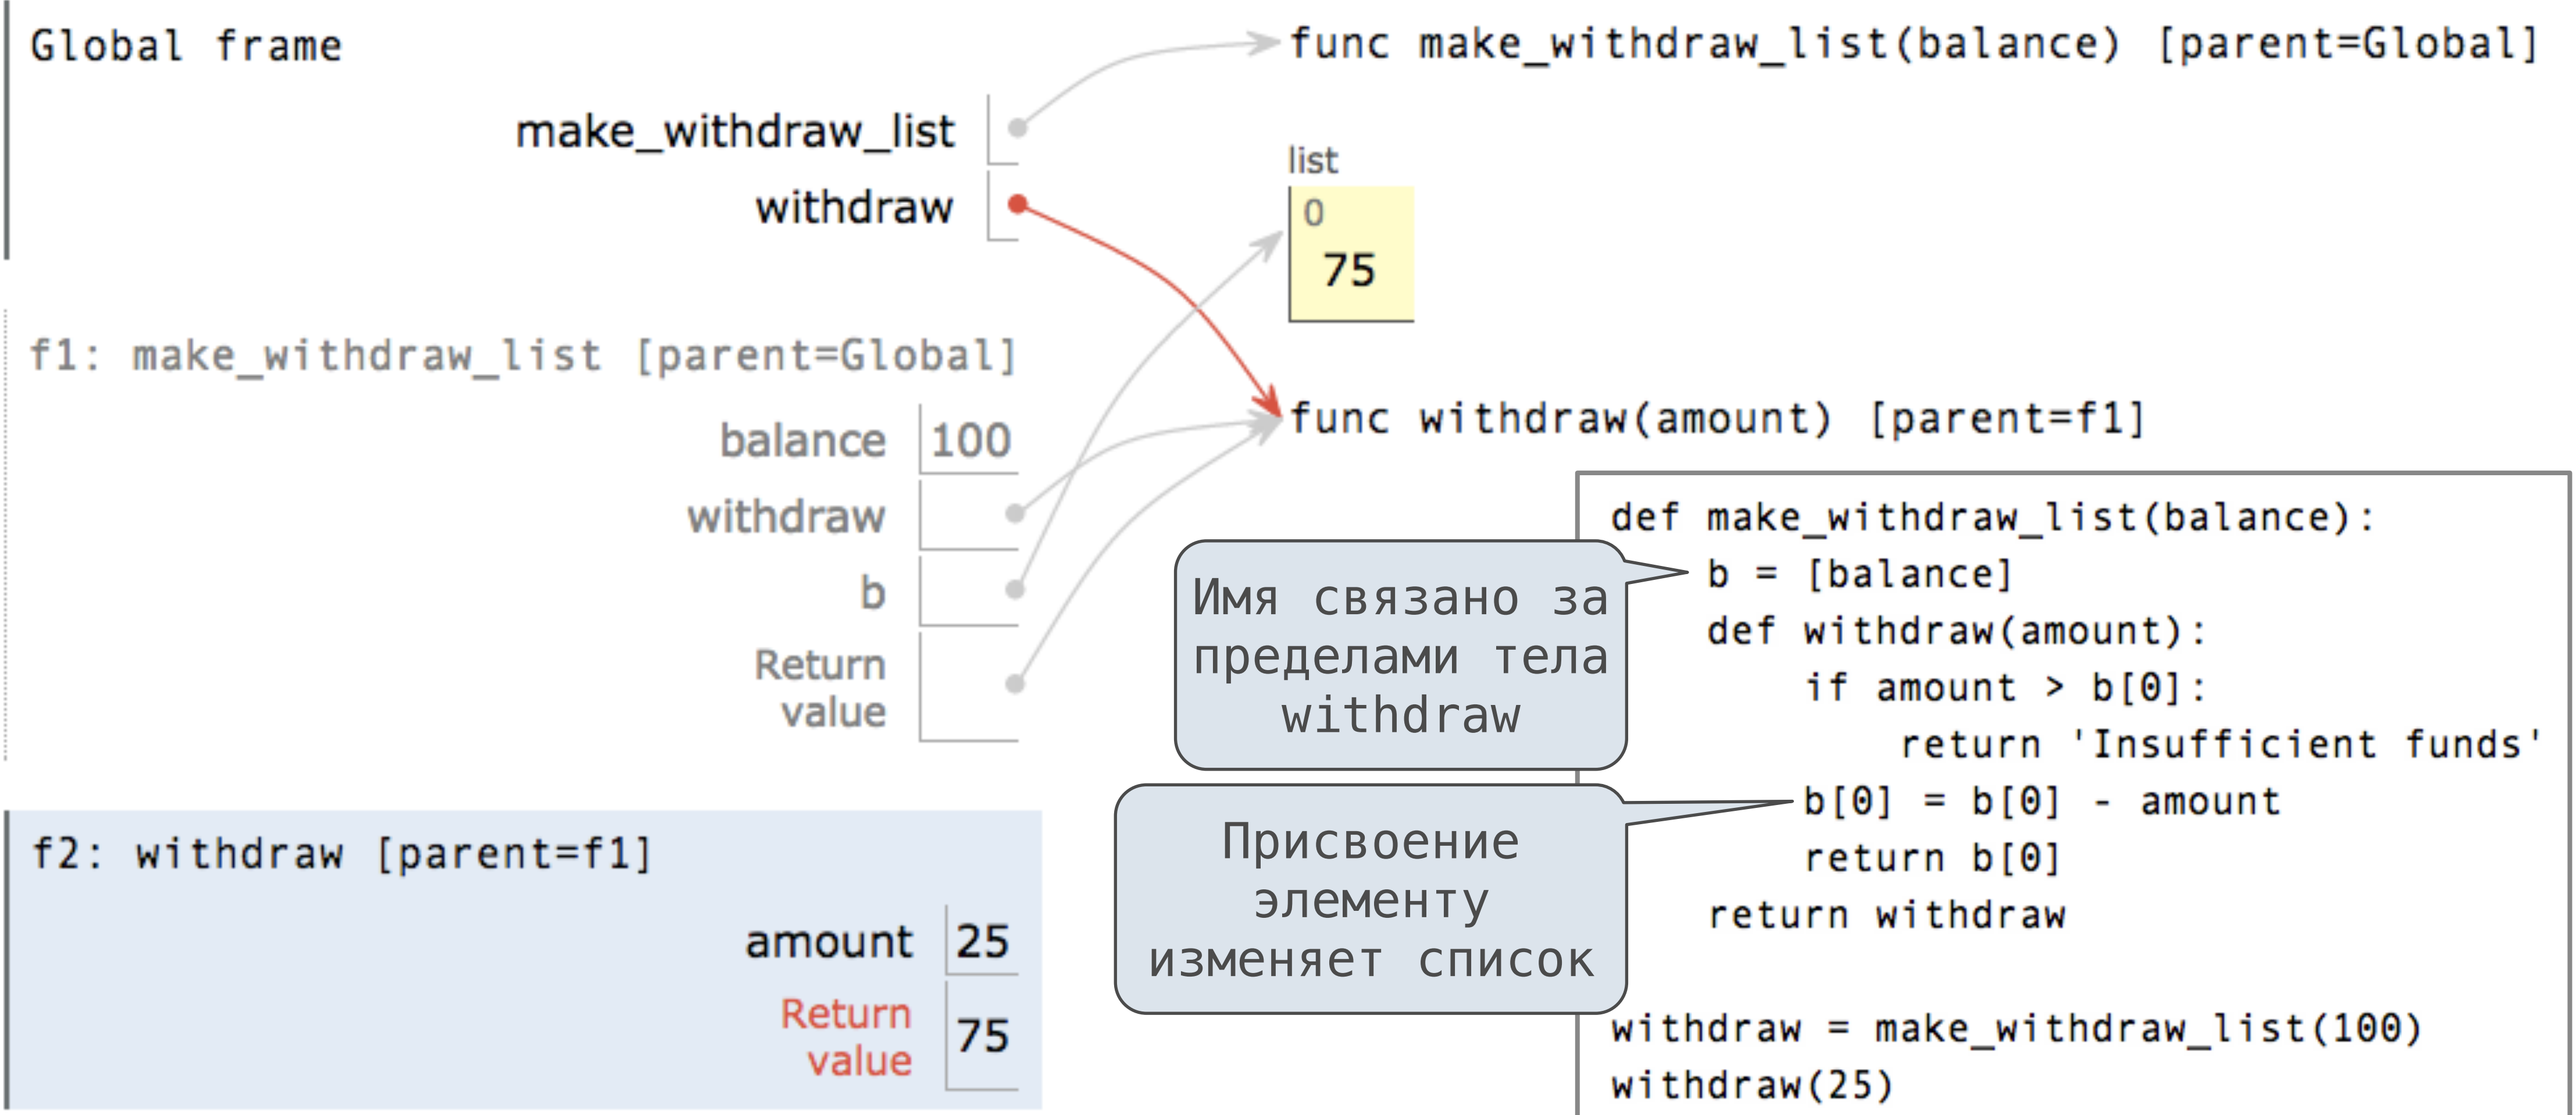 Global frame
make_withdraw_list
withdraw
func make_withdraw_list(balance) [parent=Global]
list
0
75
func withdraw(amount) [parent=f1]
f1: make_withdraw_list [parent=Global]
balance 100
withdraw
b
Return
value
f2: withdraw [parent=f1]
amount 25
Return
value 75
Имя связано за
пределами тела
withdraw
Присвоение
элементу
изменяет список
def make_withdraw_list(balance):
    b = [balance]
    def withdraw(amount):
        if amount > b[0]:
            return 'Insufficient funds'
        b[0] = b[0] - amount
        return b[0]
    return withdraw
withdraw = make_withdraw_list(100)
withdraw(25)